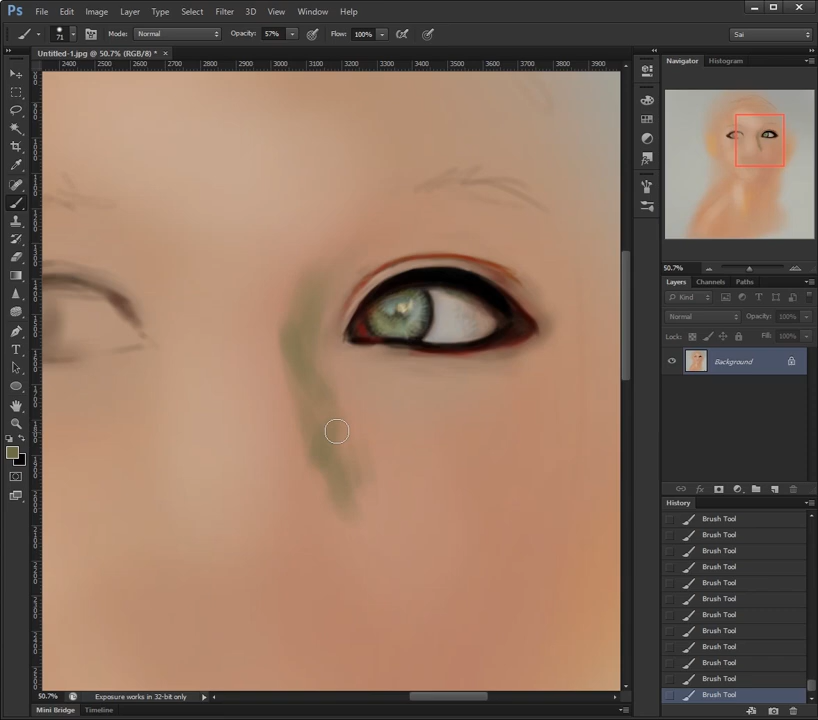 Ps File Edit Image Layer Type Select Filter 3D View Window Help
71 Mode: Normal Opacity: 57% Flow: 100% Sai
Untitled-1.jpg @ 50.7% (RGB/8) * ×
2400 2500 2600 2700 2800 2900 3000 3100 3200 3300 3400 3500 3600 3700 3800 3900
Navigator Histogram
50.7%
Layers Channels Paths
Kind
Normal Opacity: 100%
Lock: Fill: 100%
Background
History
Brush Tool
Brush Tool
Brush Tool
Brush Tool
Brush Tool
Brush Tool
Brush Tool
Brush Tool
Brush Tool
Brush Tool
Brush Tool
Brush Tool
50.7% Exposure works in 32-bit only
Mini Bridge Timeline